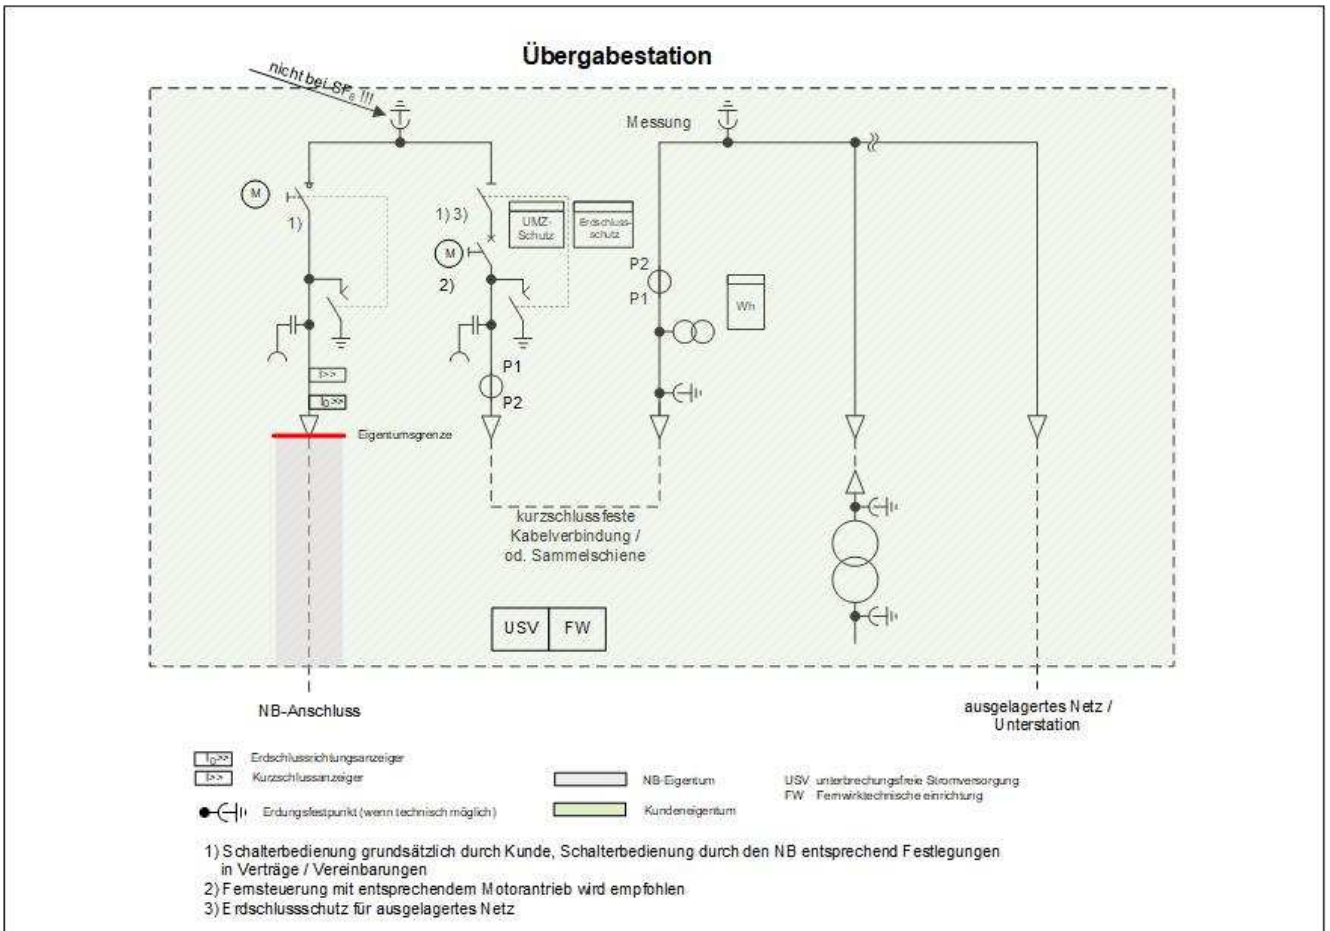 Übergabestation
nicht bei SF₆ !!!
Messung
M
1)
1) 3)
UMZ-
Schutz
Erdschluss-
schutz
M
2)
P2
P1
Wh
P1
P2
I>>
I₀>>
Eigentumsgrenze
kurzschlussfeste
Kabelverbindung /
od. Sammelschiene
USV
FW
NB-Anschluss
ausgelagertes Netz /
Unterstation
I₀>> Erdschlussrichtungsanzeiger
I>> Kurzschlussanzeiger
Erdungsfestpunkt (wenn technisch möglich)
NB-Eigentum
Kundeneigentum
USV unterbrechungsfreie Stromversorgung
FW Fernwirktechnische einrichtung
1) Schalterbedienung grundsätzlich durch Kunde, Schalterbedienung durch den NB entsprechend Festlegungen
in Verträge / Vereinbarungen
2) Fernsteuerung mit entsprechendem Motorantrieb wird empfohlen
3) Erdschlussschutz für ausgelagertes Netz